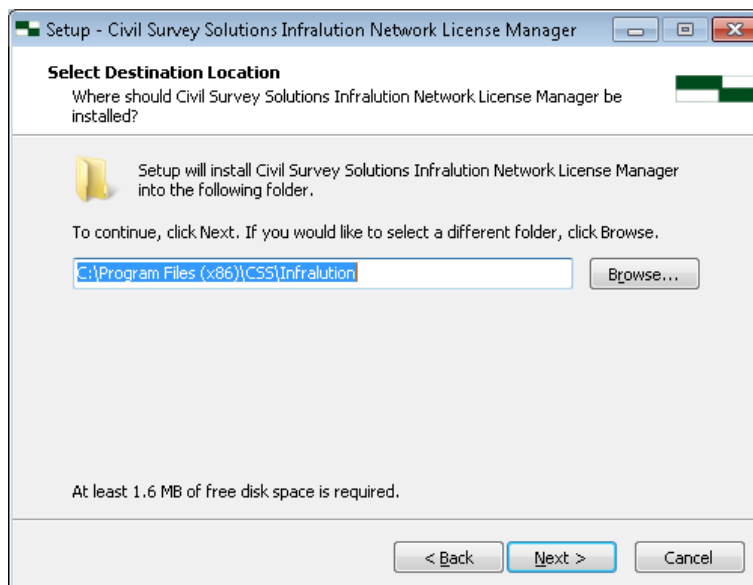 Setup - Civil Survey Solutions Infralution Network License Manager
Select Destination Location
Where should Civil Survey Solutions Infralution Network License Manager be
installed?
Setup will install Civil Survey Solutions Infralution Network License Manager
into the following folder.
To continue, click Next. If you would like to select a different folder, click Browse.
C:\Program Files (x86)\CSS\Infralution
Browse...
At least 1.6 MB of free disk space is required.
< Back
Next >
Cancel